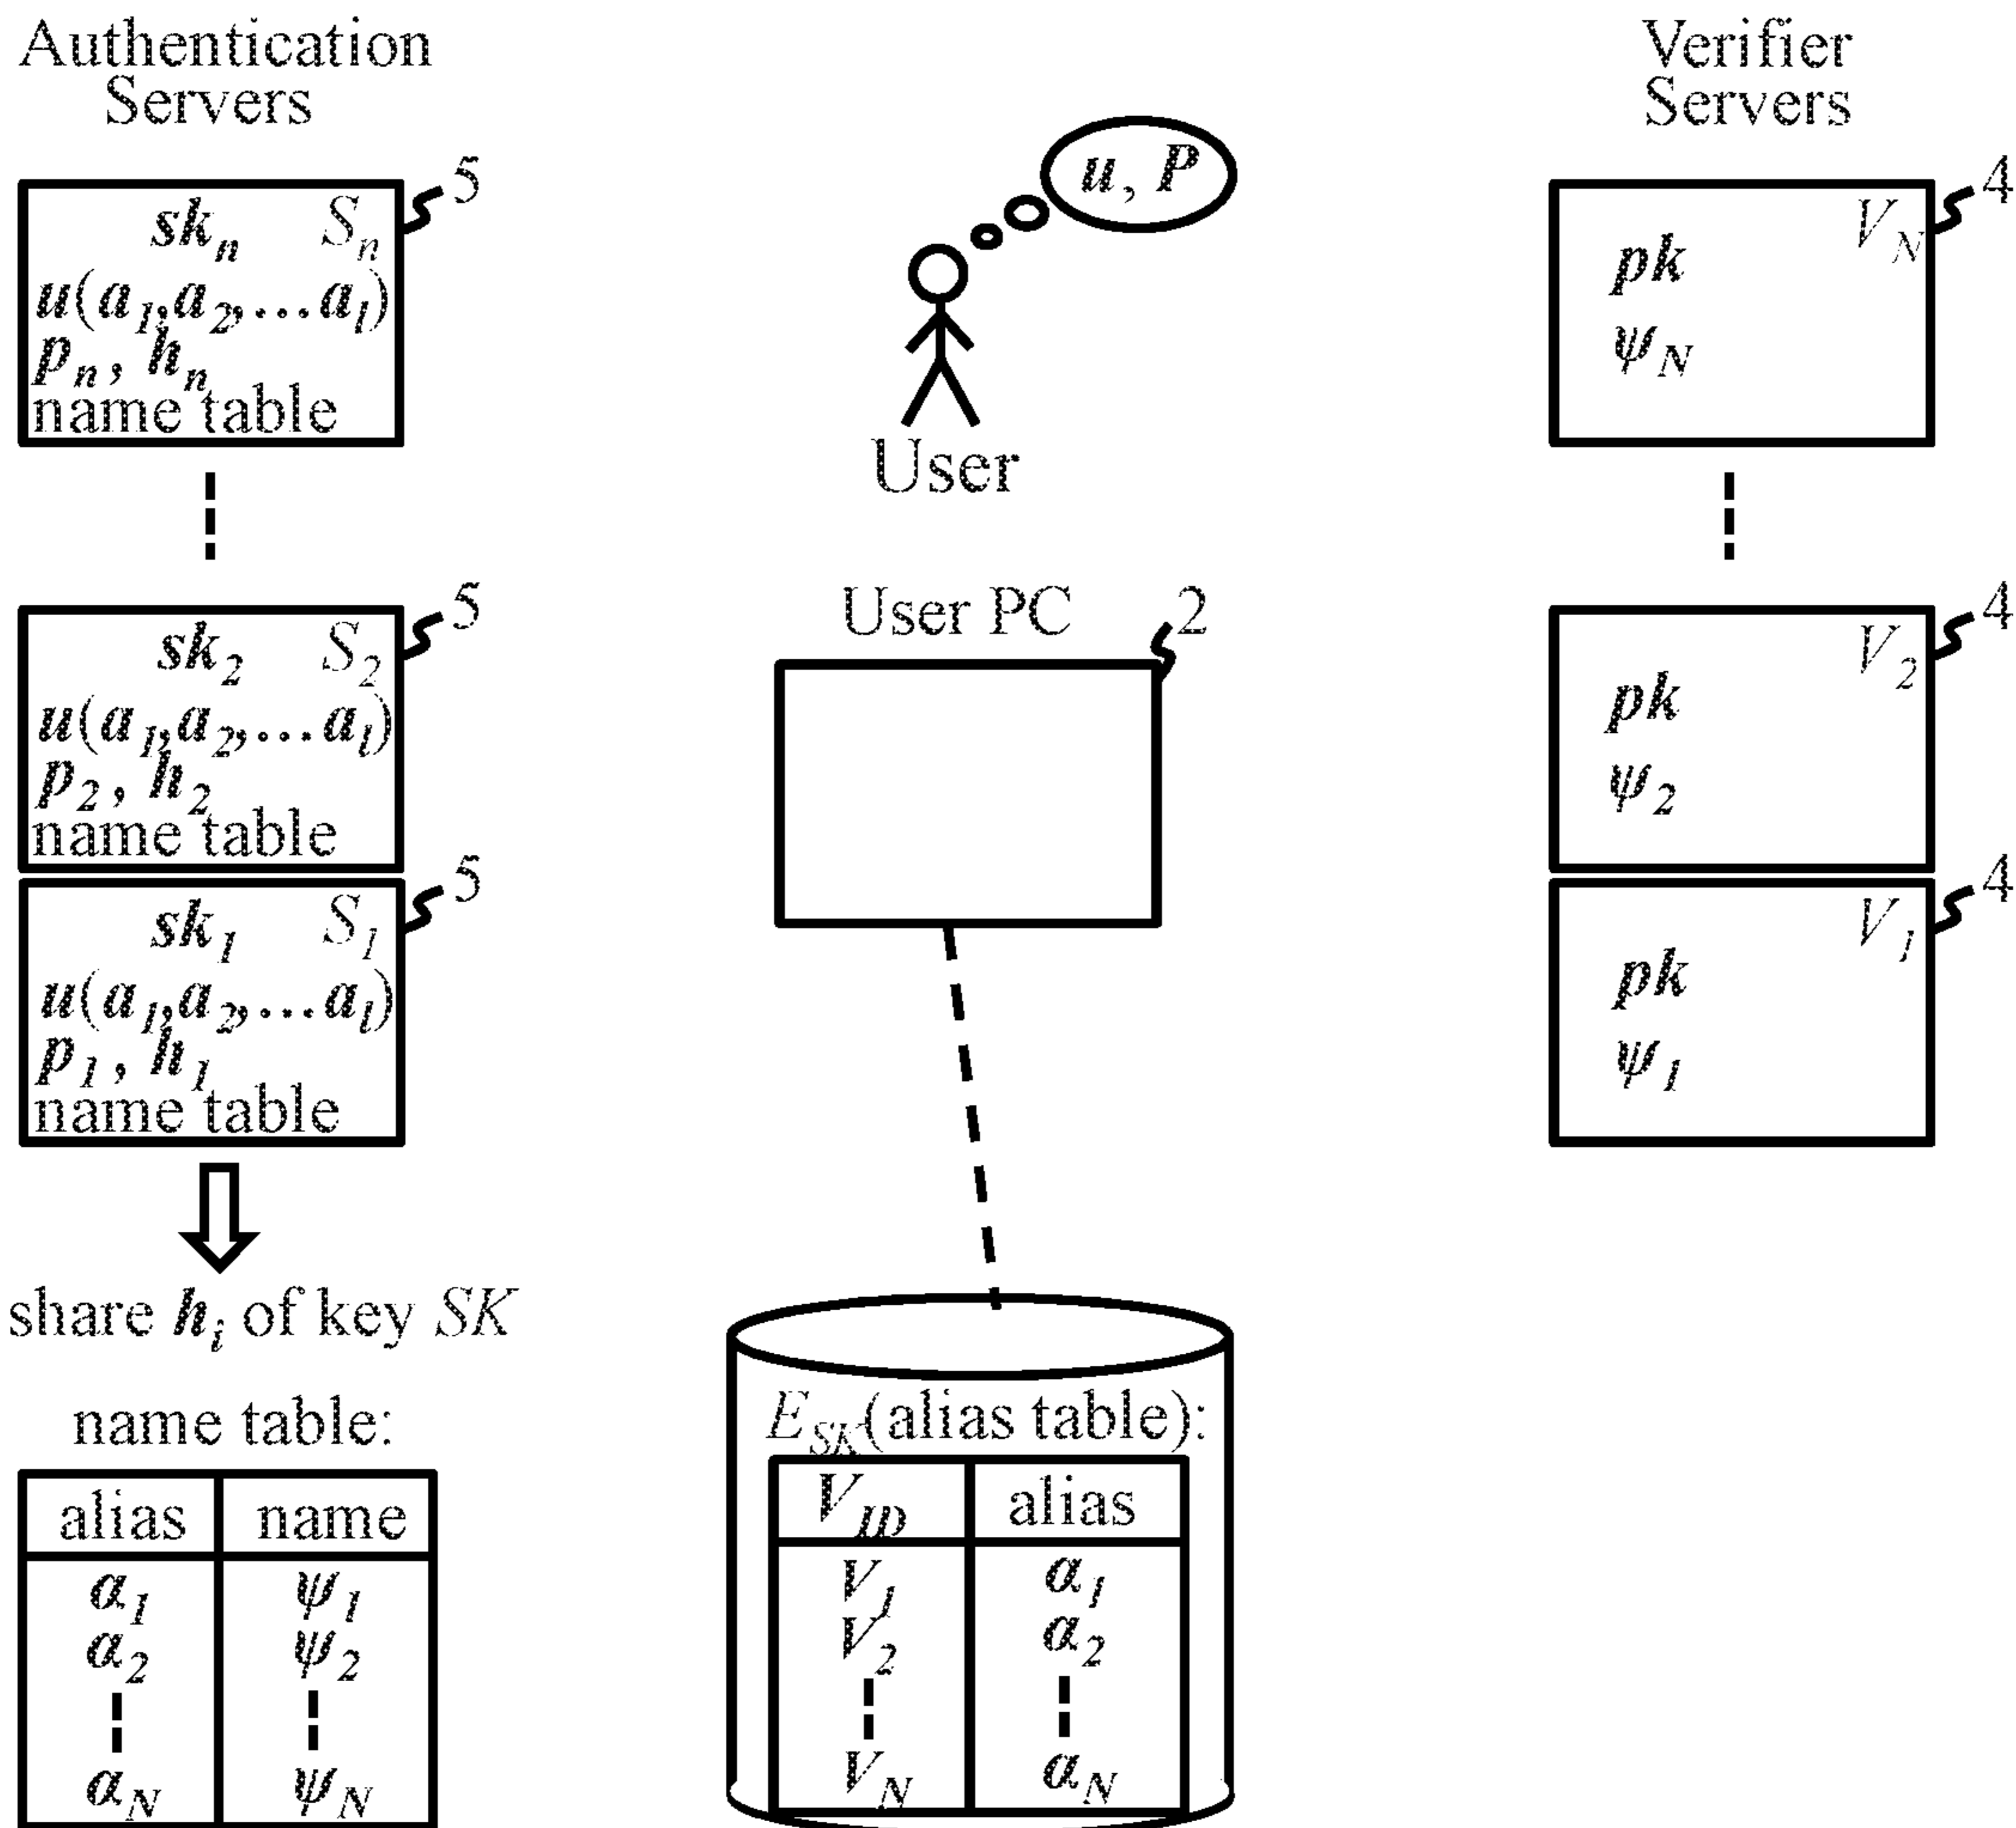 Authentication
Servers
sk_n S_n 5
u(a_1,a_2,...a_l)
p_n, h_n
name table
sk_2 S_2 5
u(a_1,a_2,...a_l)
p_2, h_2
name table
sk_1 S_1 5
u(a_1,a_2,...a_l)
p_1, h_1
name table
share h_i of key SK
name table:
alias name
α_1 ψ_1
α_2 ψ_2
α_N ψ_N
u, P
User
User PC 2
E_SK(alias table):
V_ID alias
V_1 α_1
V_2 α_2
V_N α_N
Verifier
Servers
V_N 4
pk
ψ_N
V_2 4
pk
ψ_2
V_1 4
pk
ψ_1